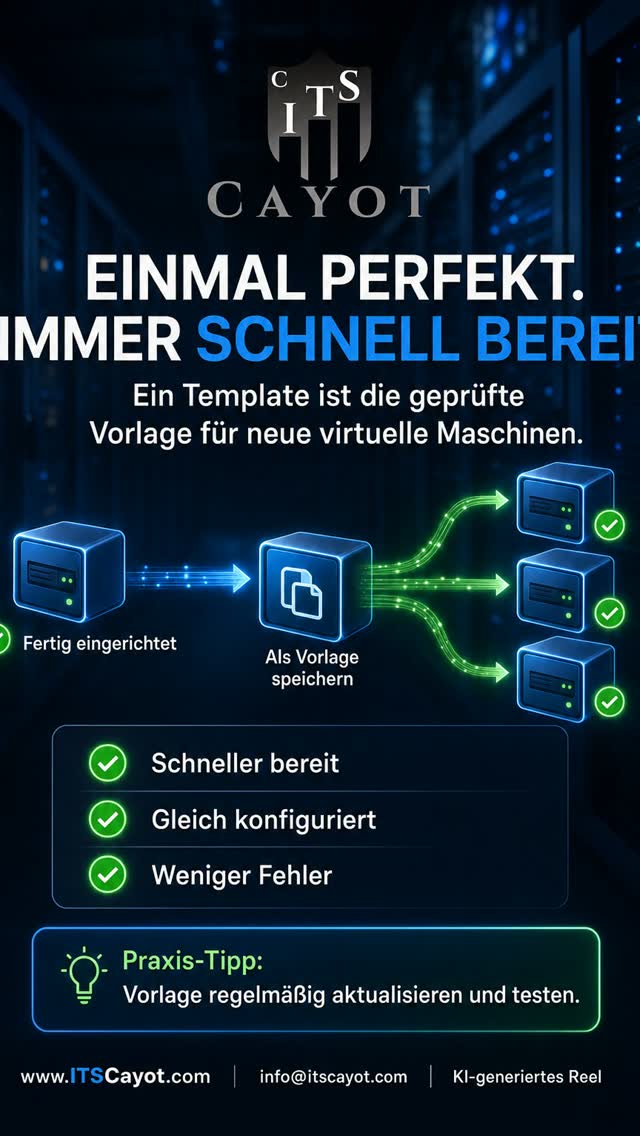 C ITS
CAYOT
EINMAL PERFEKT.
IMMER SCHNELL BEREI
Ein Template ist die geprüfte
Vorlage für neue virtuelle Maschinen.
Fertig eingerichtet
Als Vorlage
speichern
Schneller bereit
Gleich konfiguriert
Weniger Fehler
Praxis-Tipp:
Vorlage regelmäßig aktualisieren und testen.
www.ITSCayot.com | info@itscayot.com | KI-generiertes Reel